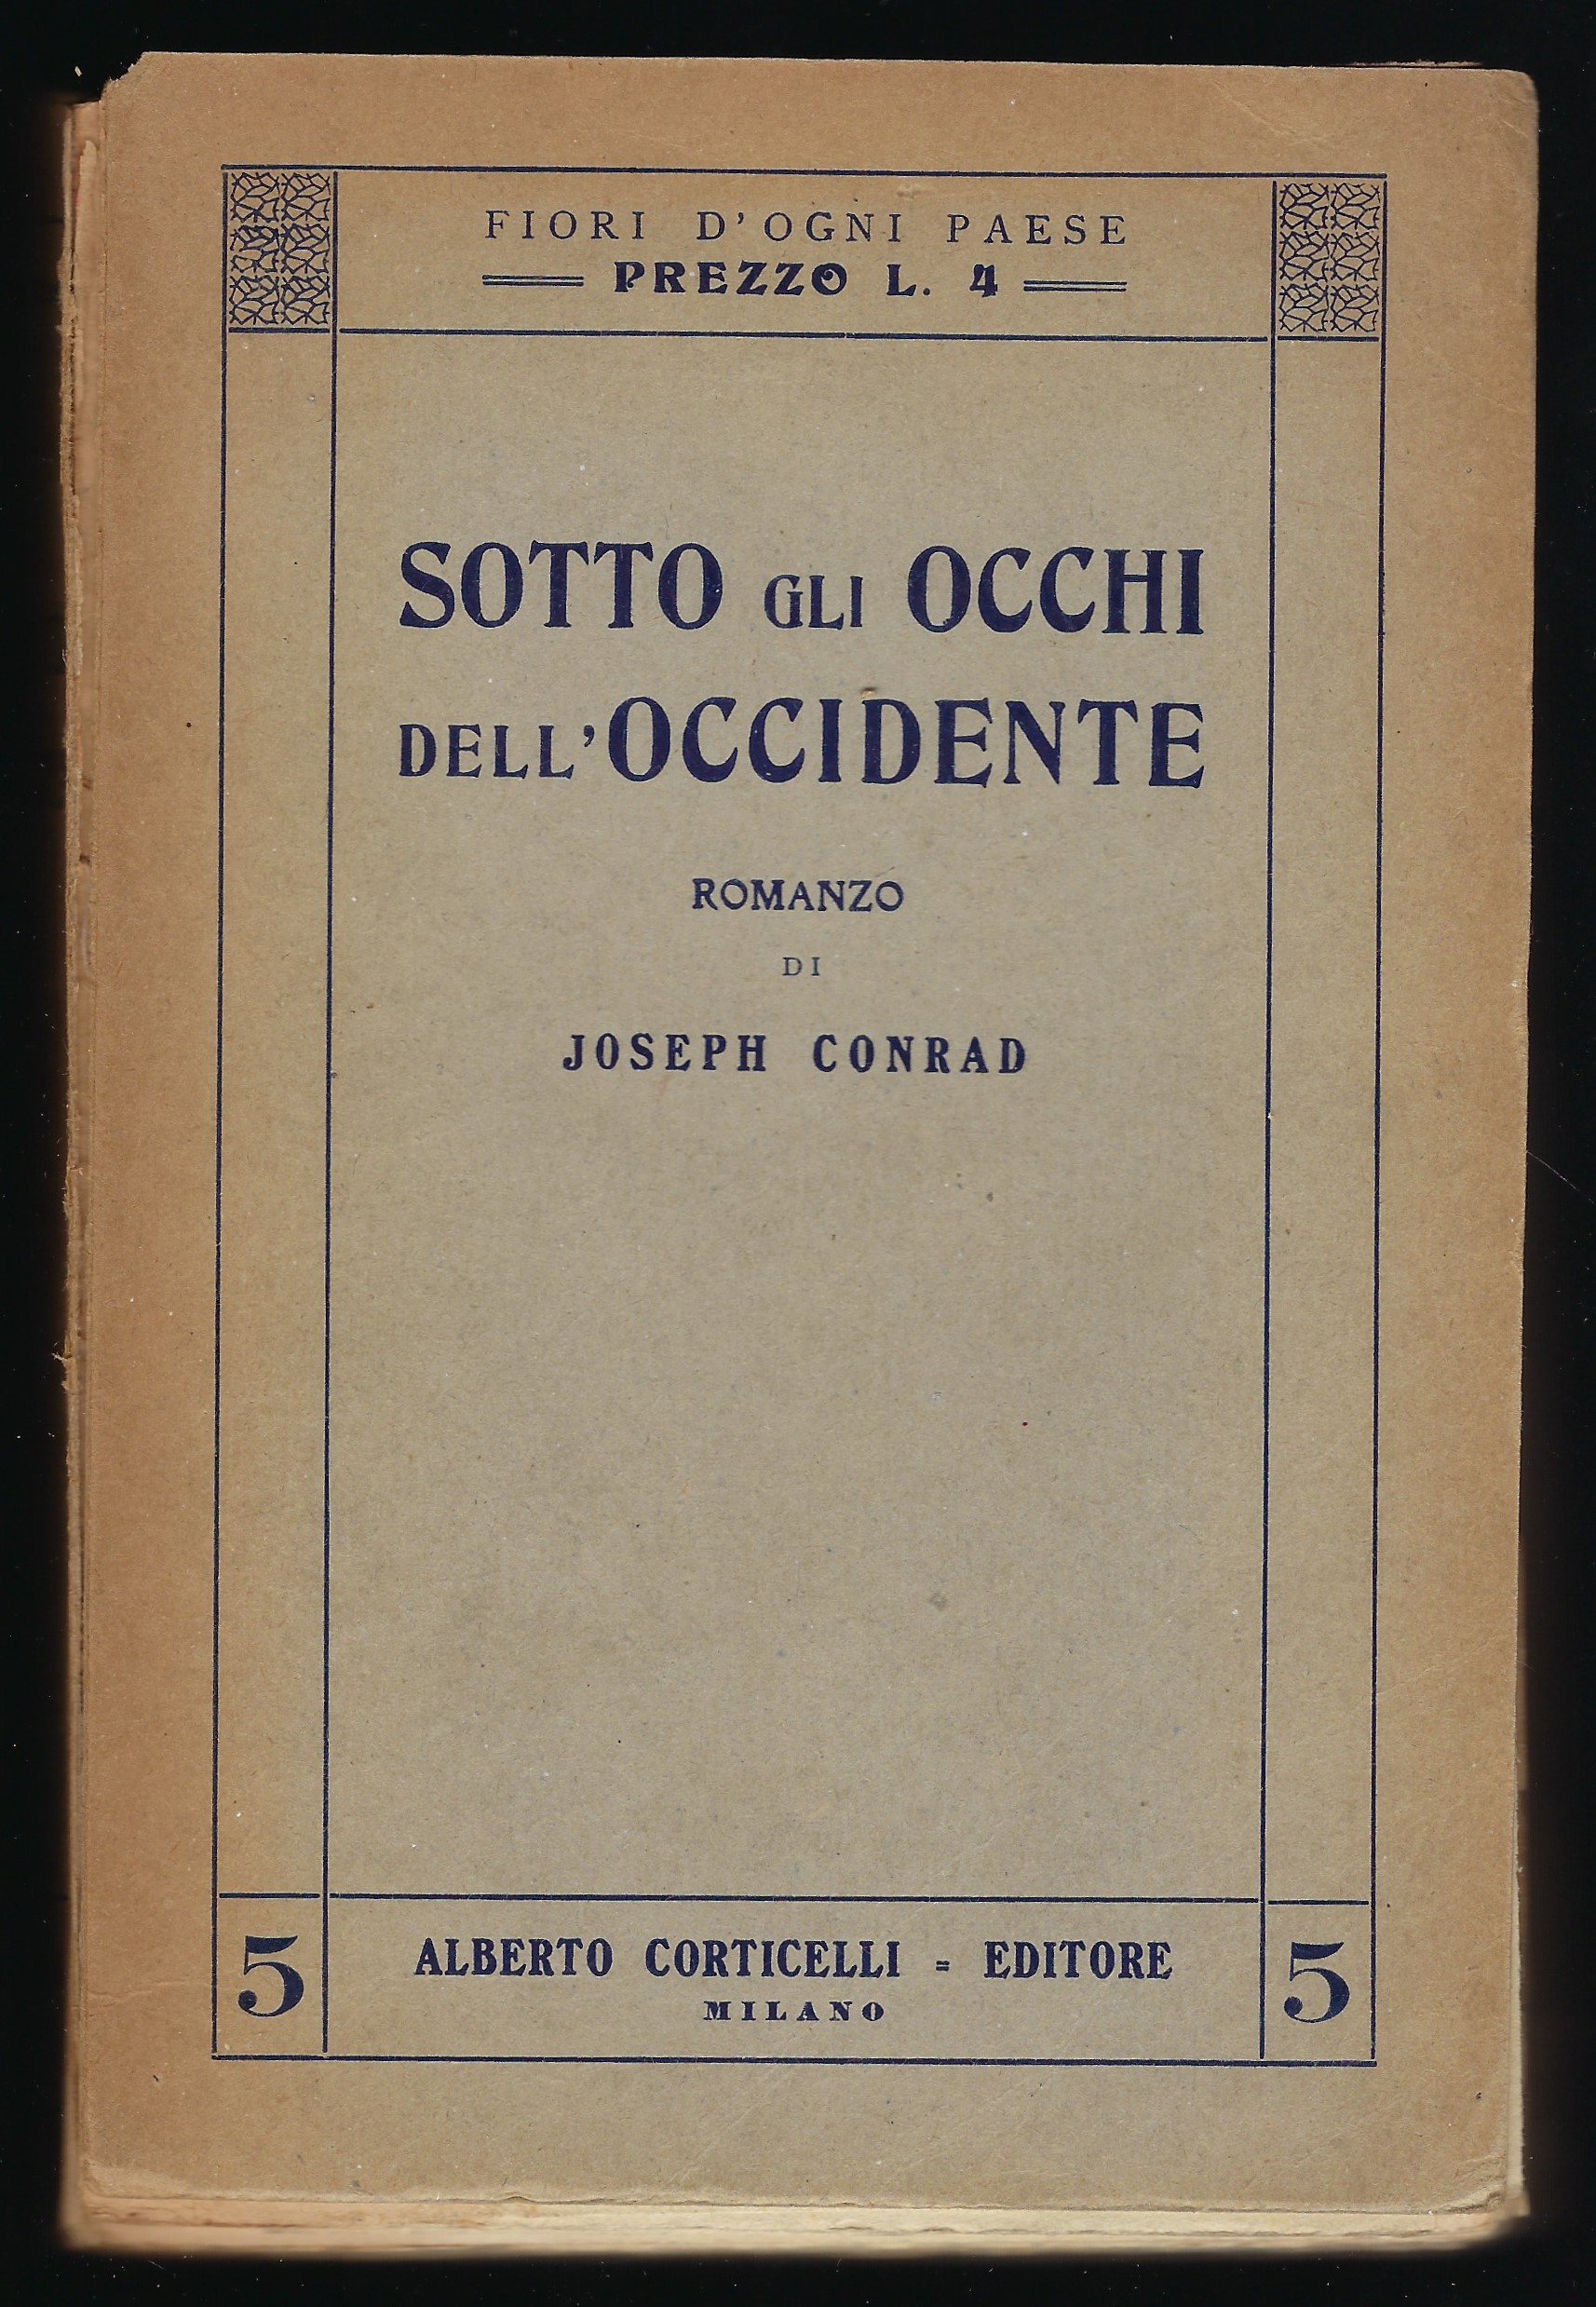 FIORI D'OGNI PAESE
PREZZO L. 4
SOTTO GLI OCCHI
DELL'OCCIDENTE
ROMANZO
DI
JOSEPH CONRAD
5 ALBERTO CORTICELLI = EDITORE 5
MILANO